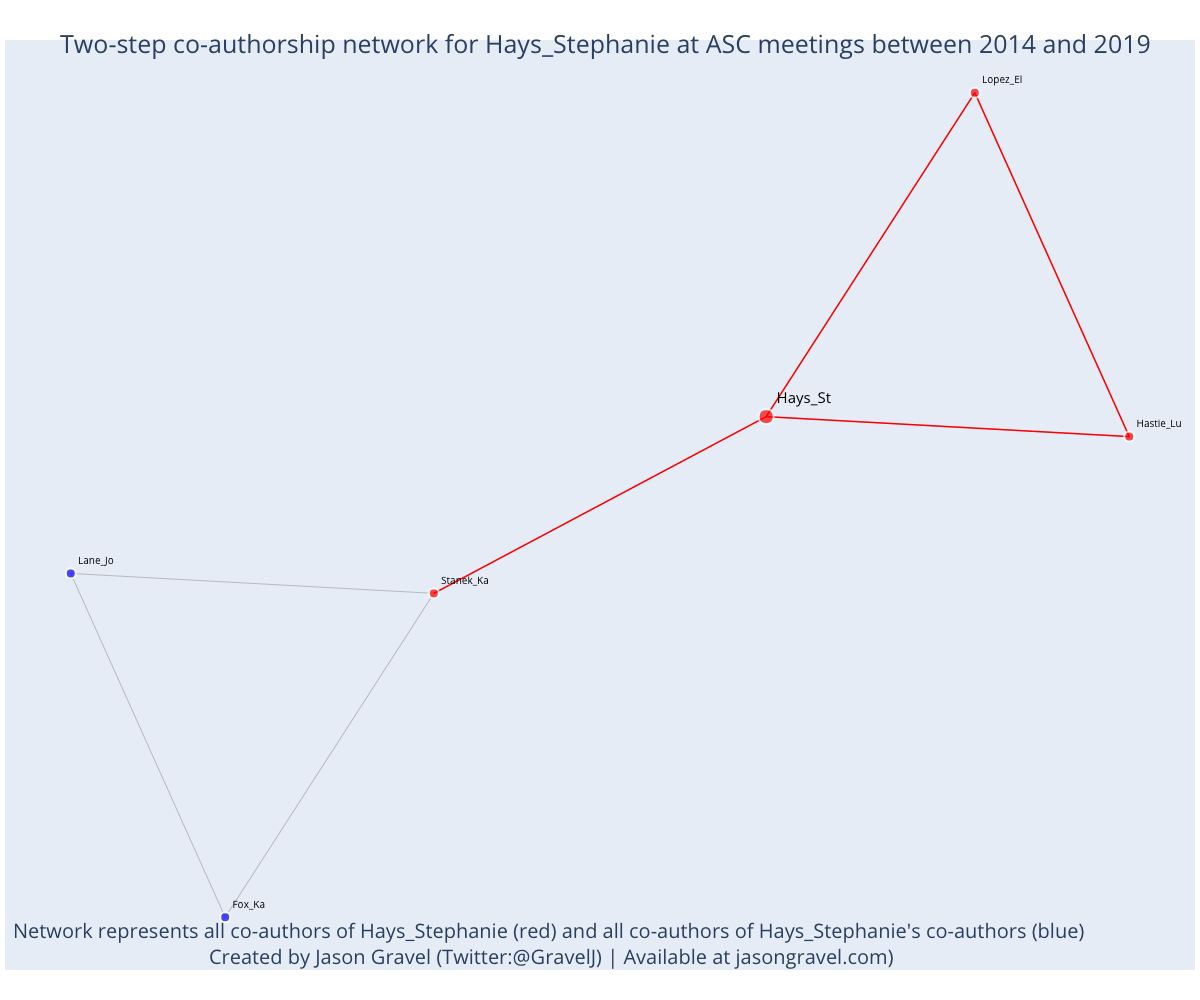 Two-step co-authorship network for Hays_Stephanie at ASC meetings between 2014 and 2019
Lopez_El
Hays_St
Hastie_Lu
Lane_Jo
Stanek_Ka
Fox_Ka
Network represents all co-authors of Hays_Stephanie (red) and all co-authors of Hays_Stephanie's co-authors (blue)
Created by Jason Gravel (Twitter:@GravelJ) | Available at jasongravel.com)